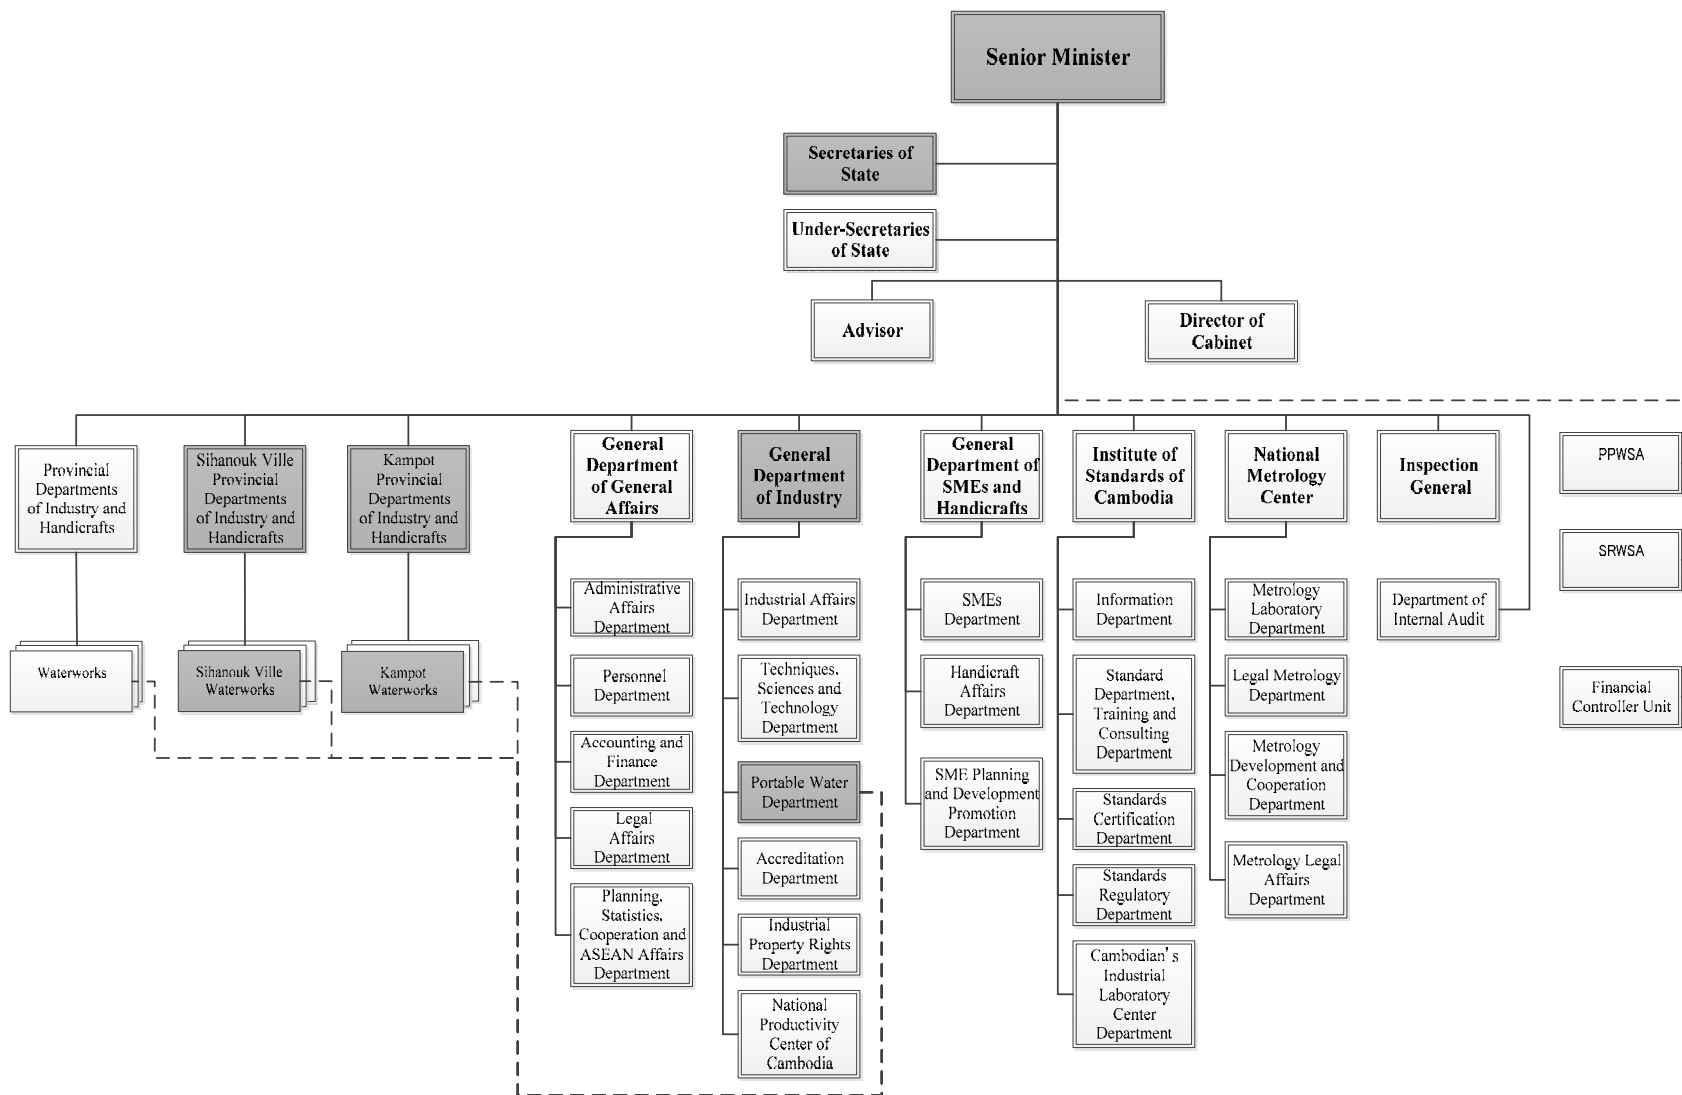 Senior Minister
Secretaries of
State
Under-Secretaries
of State
Advisor
Director of
Cabinet
Provincial
Departments
of Industry and
Handicrafts
Sihanouk Ville
Provincial
Departments
of Industry and
Handicrafts
Kampot
Provincial
Departments
of Industry and
Handicrafts
General
Department
of General
Affairs
General
Department
of Industry
General
Department of
SMEs and
Handicrafts
Institute of
Standards of
Cambodia
National
Metrology
Center
Inspection
General
PPWSA
SRWSA
Financial
Controller Unit
Waterworks
Sihanouk Ville
Waterworks
Kampot
Waterworks
Administrative
Affairs
Department
Personnel
Department
Accounting and
Finance
Department
Legal
Affairs
Department
Planning,
Statistics,
Cooperation and
ASEAN Affairs
Department
Industrial Affairs
Department
Techniques,
Sciences and
Technology
Department
Portable Water
Department
Accreditation
Department
Industrial
Property Rights
Department
National
Productivity
Center of
Cambodia
SMEs
Department
Handicraft
Affairs
Department
SME Planning
and Development
Promotion
Department
Information
Department
Standard
Department,
Training and
Consulting
Department
Standards
Certification
Department
Standards
Regulatory
Department
Cambodian's
Industrial
Laboratory
Center
Department
Metrology
Laboratory
Department
Legal Metrology
Department
Metrology
Development and
Cooperation
Department
Metrology Legal
Affairs
Department
Department of
Internal Audit